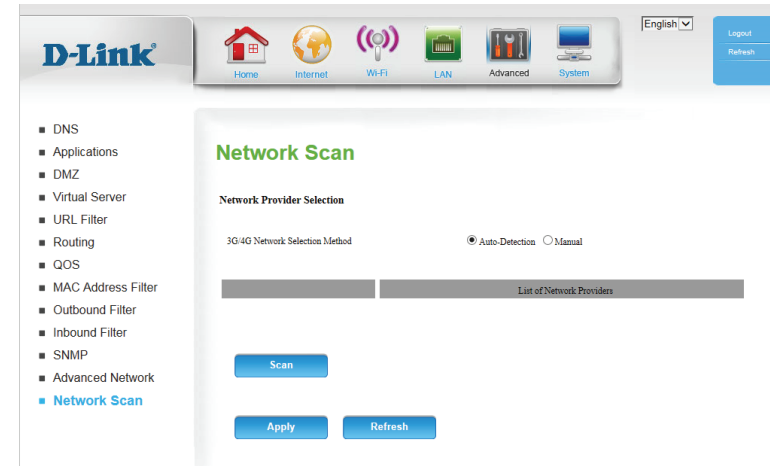 D-Link
Home
Internet
Wi-Fi
LAN
Advanced
System
English
Logout
Refresh
DNS
Applications
DMZ
Virtual Server
URL Filter
Routing
QOS
MAC Address Filter
Outbound Filter
Inbound Filter
SNMP
Advanced Network
Network Scan
Network Scan
Network Provider Selection
3G/4G Network Selection Method Auto-Detection Manual
List of Network Providers
Scan
Apply Refresh